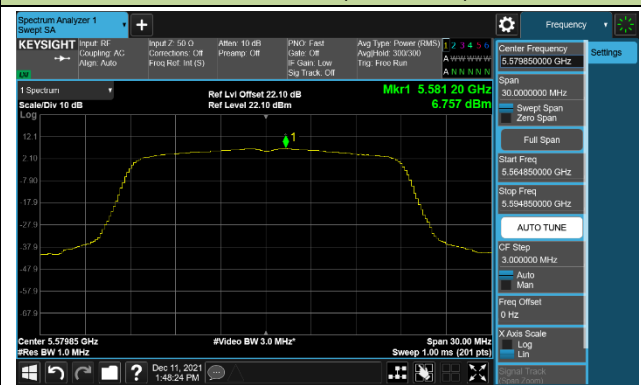 Spectrum Analyzer 1
Swept SA
+
Frequency
KEYSIGHT
Input: RF
Coupling: AC
Align: Auto
Input Z: 50 Ω
Corrections: Off
Freq Ref: Int (S)
Atten: 10 dB
Preamp: Off
PNO: Fast
Gate: Off
IF Gain: Low
Sig Track: Off
Avg Type: Power (RMS)
Avg|Hold: 300/300
Trig: Free Run
1 2 3 4 5 6
A W W W W W
A N N N N N
LXI
1 Spectrum
Scale/Div 10 dB
Log
Ref Lvl Offset 22.10 dB
Ref Level 22.10 dBm
Mkr1 5.581 20 GHz
6.757 dBm
1
12.1
2.10
-7.90
-17.9
-27.9
-37.9
-47.9
-57.9
-67.9
Center 5.57985 GHz
#Res BW 1.0 MHz
#Video BW 3.0 MHz*
Span 30.00 MHz
Sweep 1.00 ms (201 pts)
Center Frequency
5.579850000 GHz
Settings
Span
30.0000000 MHz
Swept Span
Zero Span
Full Span
Start Freq
5.564850000 GHz
Stop Freq
5.594850000 GHz
AUTO TUNE
CF Step
3.000000 MHz
Auto
Man
Freq Offset
0 Hz
X Axis Scale
Log
Lin
Signal Track
(Span Zoom)
?
Dec 11, 2021
1:48:24 PM